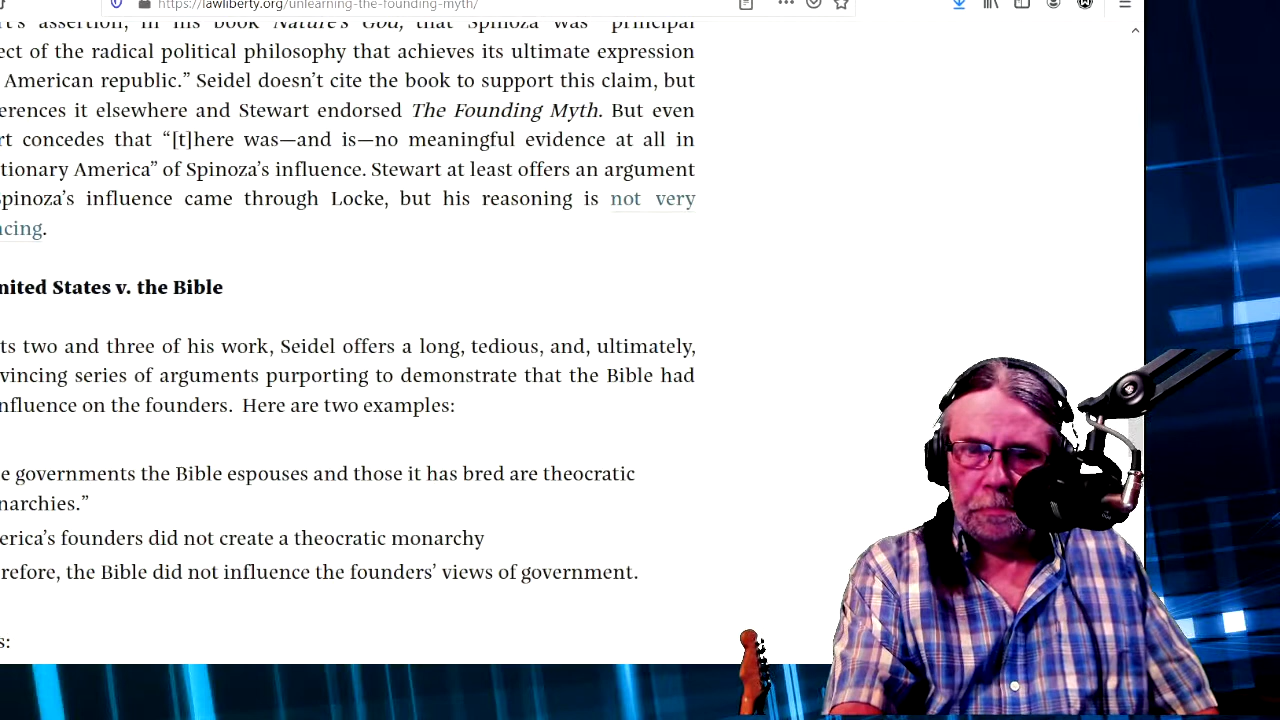 https://lawliberty.org/unlearning-the-founding-myth/
assertion, in his book Nature's God, that Spinoza was "principal
ect of the radical political philosophy that achieves its ultimate expression
American republic." Seidel doesn't cite the book to support this claim, but
erences it elsewhere and Stewart endorsed The Founding Myth. But even
rt concedes that "[t]here was—and is—no meaningful evidence at all in
tionary America" of Spinoza's influence. Stewart at least offers an argument
Spinoza's influence came through Locke, but his reasoning is not very
ncing.
nited States v. the Bible
ts two and three of his work, Seidel offers a long, tedious, and, ultimately,
vincing series of arguments purporting to demonstrate that the Bible had
nfluence on the founders. Here are two examples:
e governments the Bible espouses and those it has bred are theocratic
narchies."
erica's founders did not create a theocratic monarchy
refore, the Bible did not influence the founders' views of government.
s: